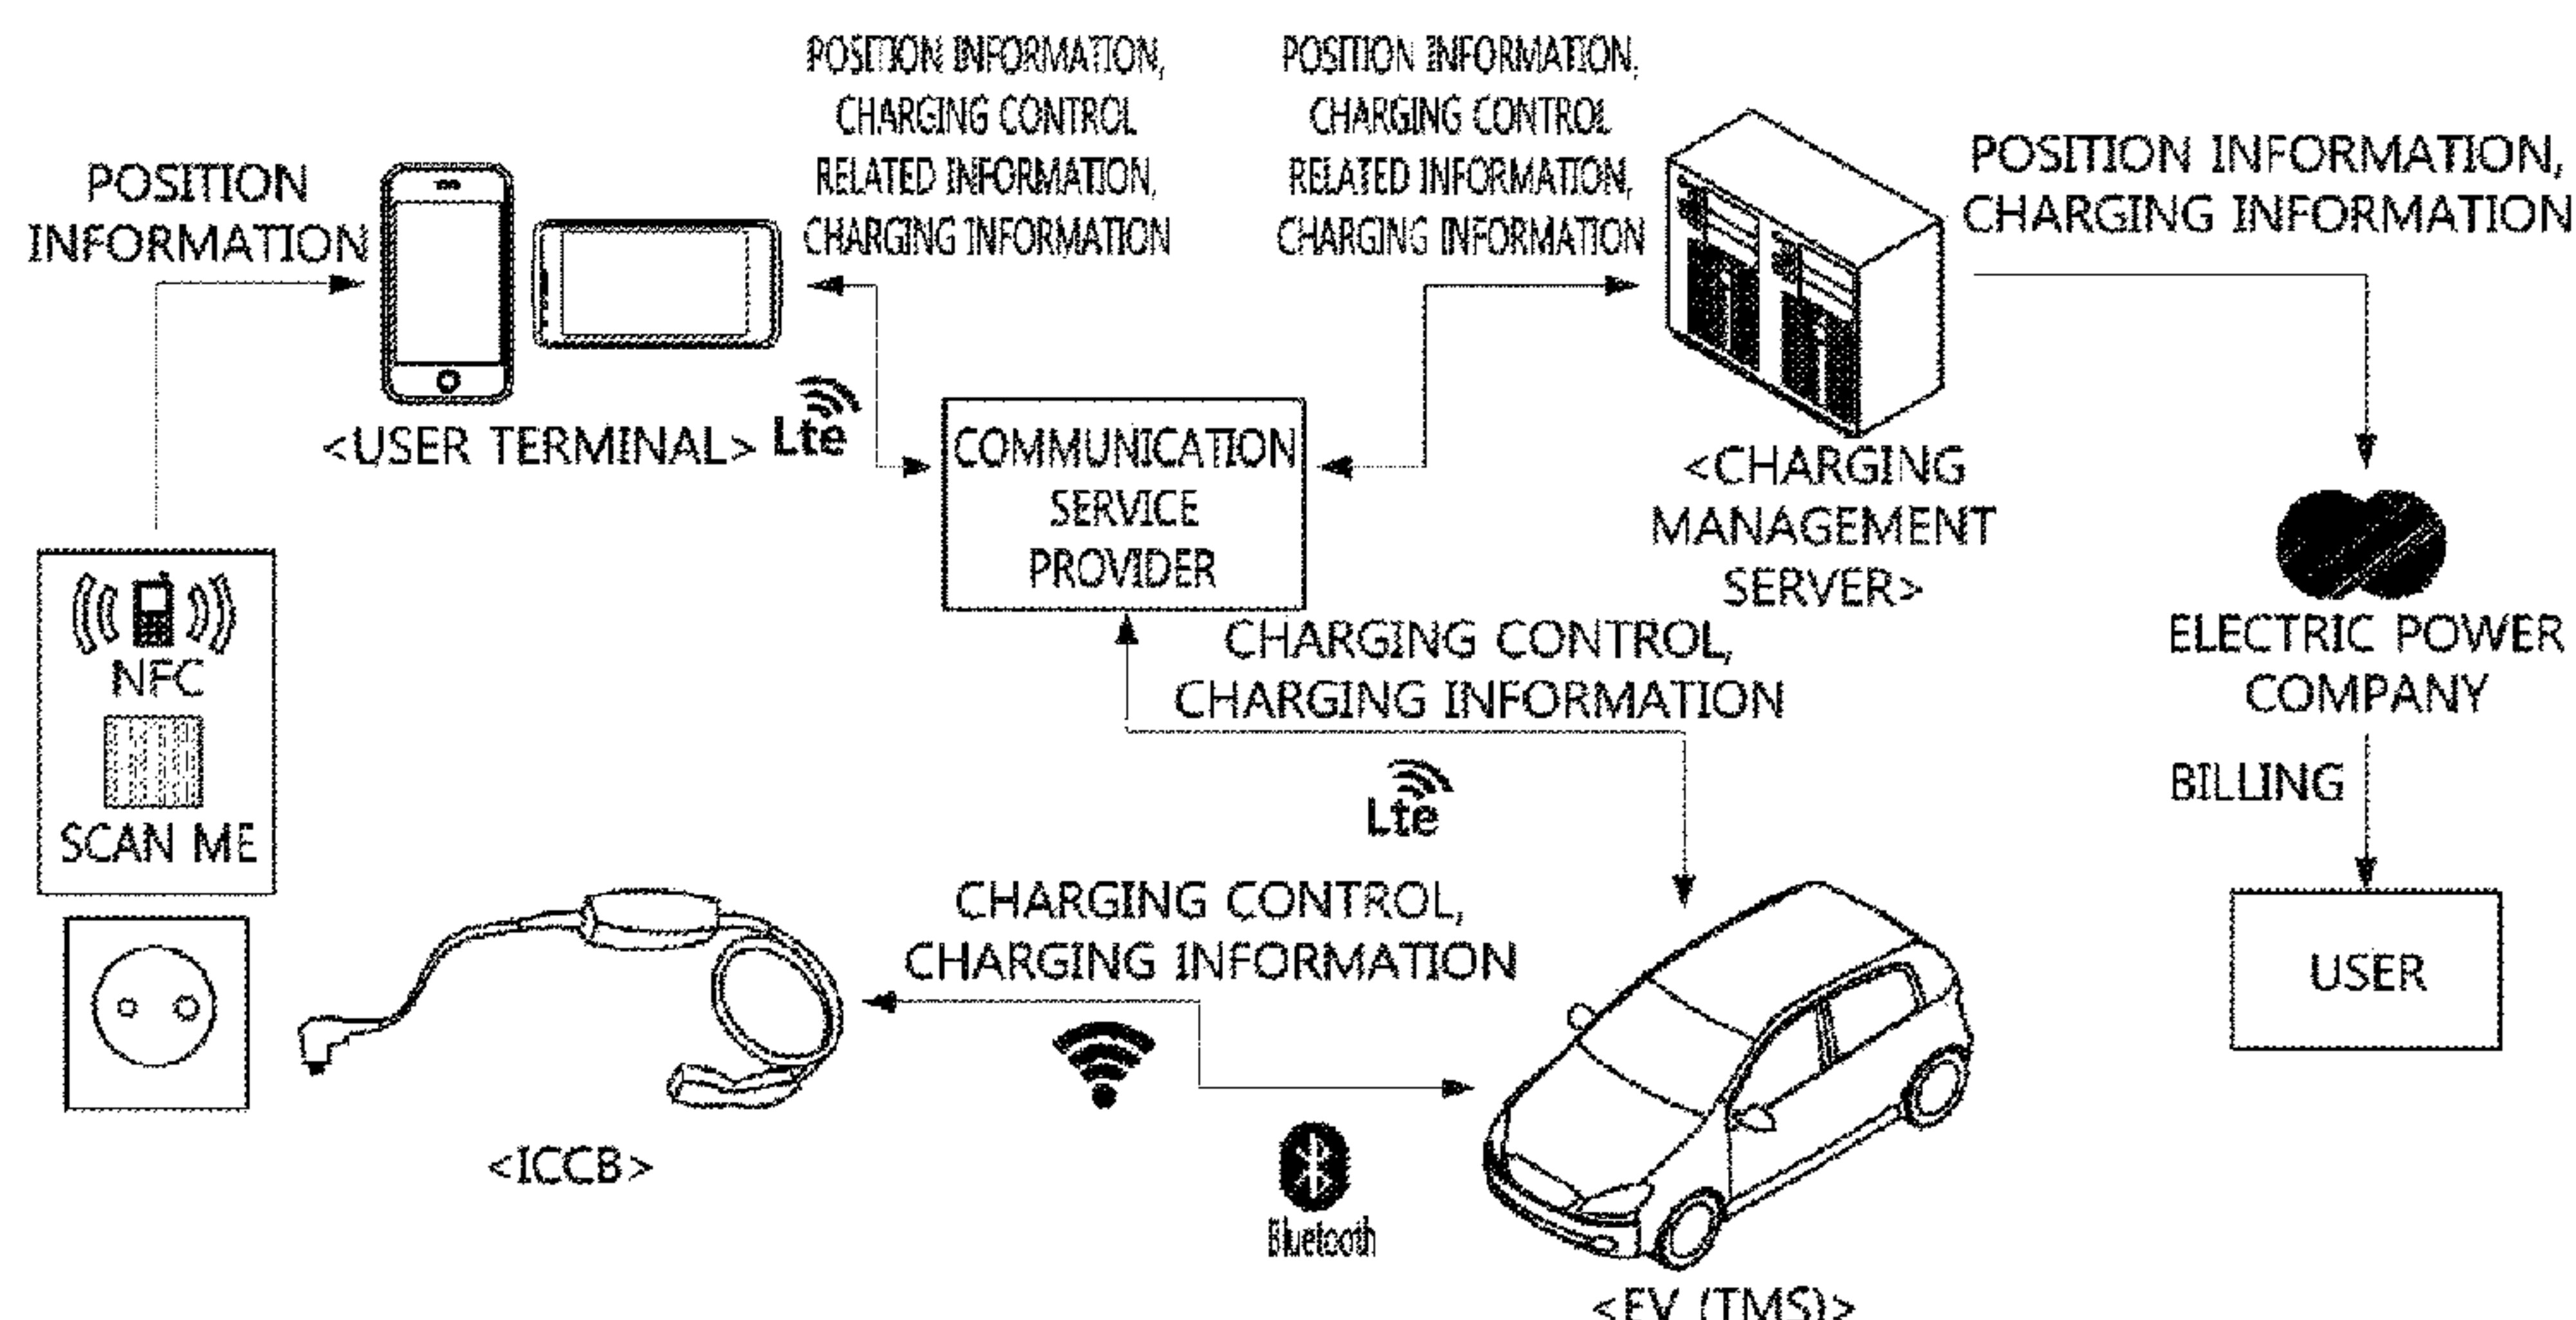 POSITION INFORMATION,
CHARGING CONTROL
RELATED INFORMATION,
CHARGING INFORMATION
POSITION INFORMATION,
CHARGING CONTROL
RELATED INFORMATION,
CHARGING INFORMATION
POSITION INFORMATION,
CHARGING INFORMATION
POSITION
INFORMATION
<USER TERMINAL>
Lte
COMMUNICATION
SERVICE
PROVIDER
<CHARGING
MANAGEMENT
SERVER>
ELECTRIC POWER
COMPANY
NFC
SCAN ME
CHARGING CONTROL,
CHARGING INFORMATION
Lte
BILLING
USER
CHARGING CONTROL,
CHARGING INFORMATION
<ICCB>
Bluetooth
<EV (TMS)>